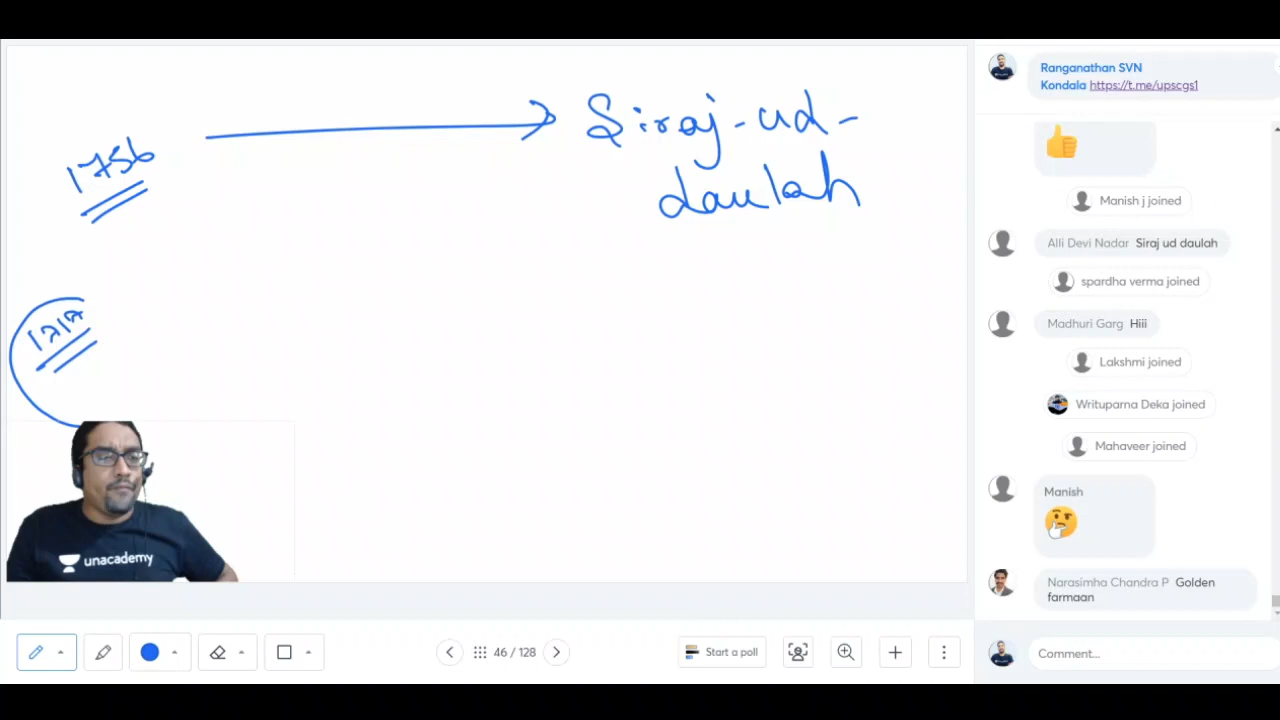 1756
Siraj-ud-
daulah
1717
unacademy
Ranganathan SVN
Kondala https://t.me/upscgs1
Manish j joined
Alli Devi Nadar Siraj ud daulah
spardha verma joined
Madhuri Garg Hiii
Lakshmi joined
Writuparna Deka joined
Mahaveer joined
Manish
Narasimha Chandra P Golden
farmaan
46 / 128
Start a poll
Comment...